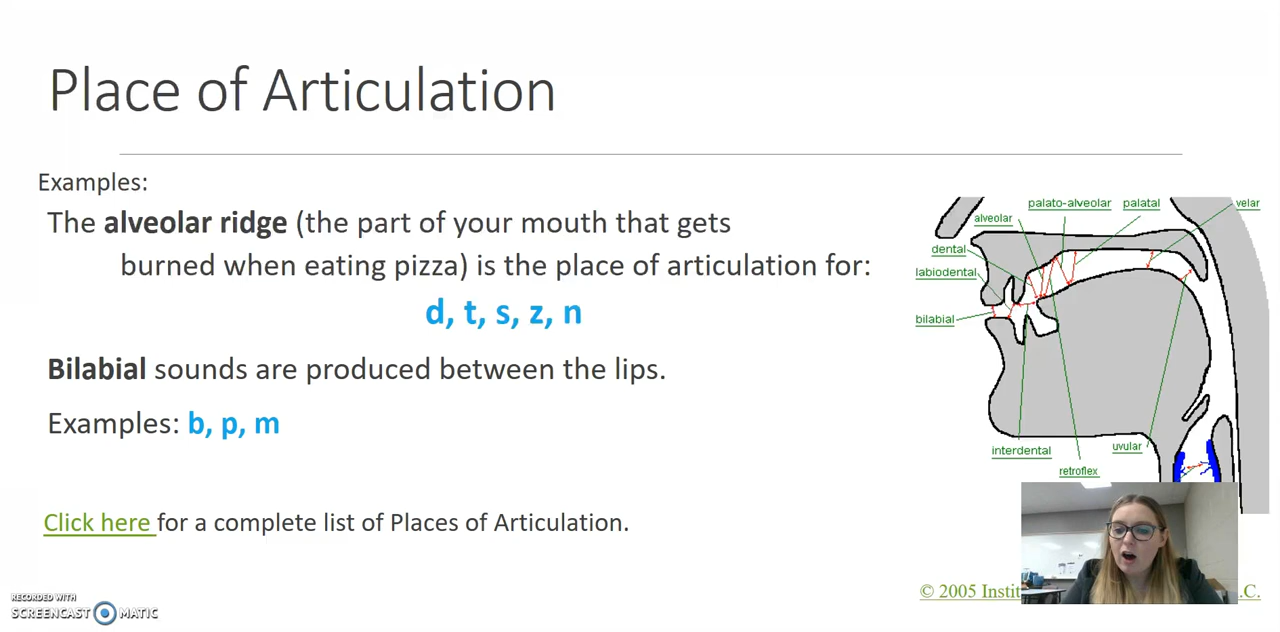 Place of Articulation
Examples:
The alveolar ridge (the part of your mouth that gets
burned when eating pizza) is the place of articulation for:
d, t, s, z, n
Bilabial sounds are produced between the lips.
Examples: b, p, m
Click here for a complete list of Places of Articulation.
palato-alveolar palatal velar
alveolar
dental
labiodental
bilabial
interdental
uvular
retroflex
© 2005
.C.
RECORDED WITH
SCREENCAST MATIC